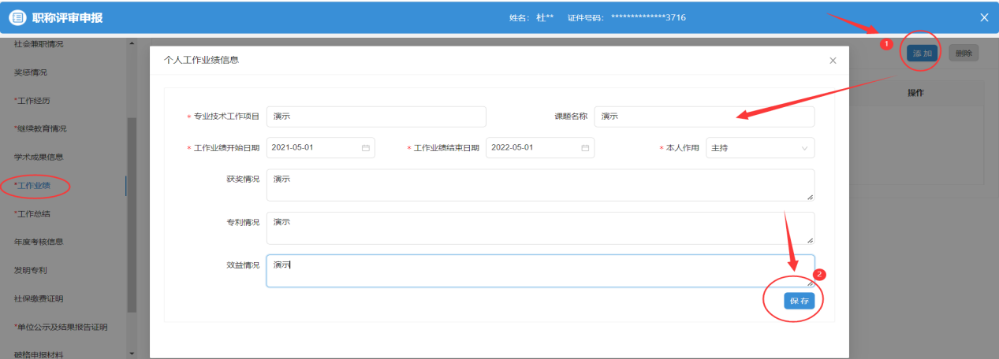 职称评审申报 姓名: 杜** 证件号码: **************3716
社会兼职情况
奖惩情况
*工作经历
*继续教育情况
学术成果信息
*工作业绩
*工作总结
年度考核信息
发明专利
社保缴费证明
*单位公示及结果报告证明
破格申报材料
1 添加 删除
操作
个人工作业绩信息
* 专业技术工作项目 演示 课题名称 演示
* 工作业绩开始日期 2021-05-01 * 工作业绩结束日期 2022-05-01 * 本人作用 主持
获奖情况 演示
专利情况 演示
效益情况 演示
2
保存